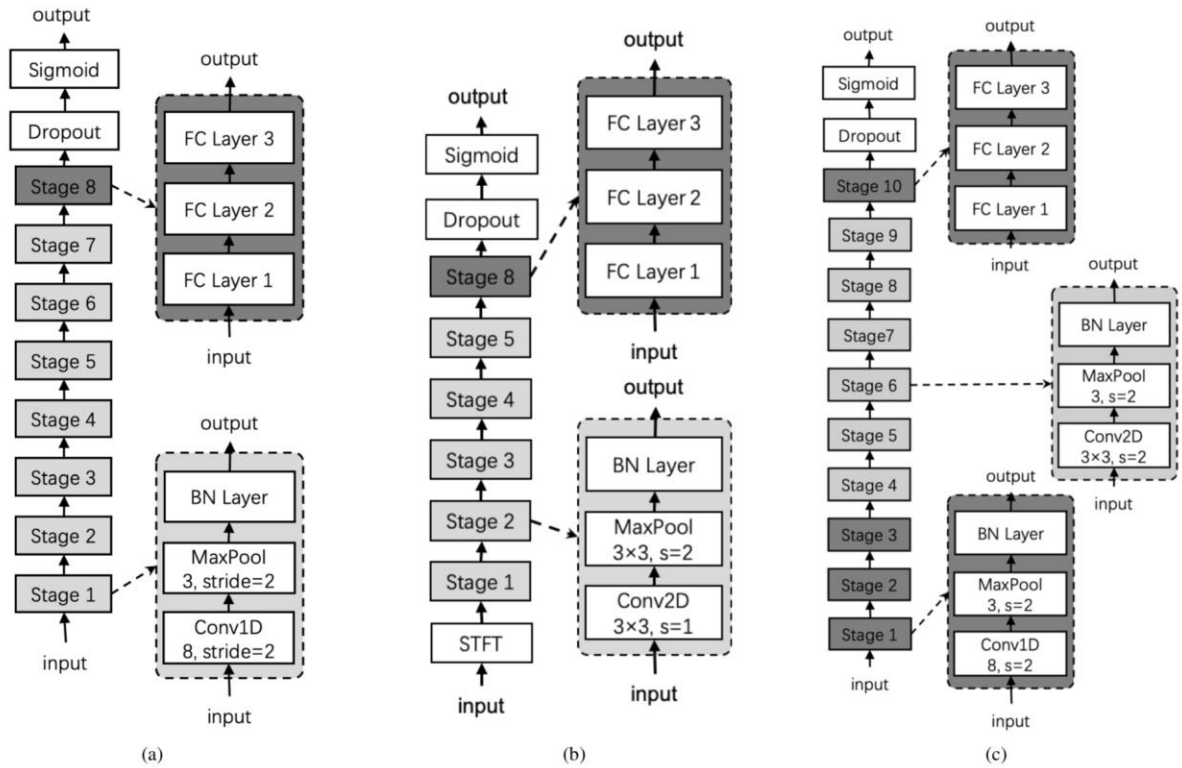 output
Sigmoid
Dropout
Stage 8
Stage 7
Stage 6
Stage 5
Stage 4
Stage 3
Stage 2
Stage 1
input
output
FC Layer 3
FC Layer 2
FC Layer 1
input
output
BN Layer
MaxPool
3, stride=2
Conv1D
8, stride=2
input
(a)
output
Sigmoid
Dropout
Stage 8
Stage 5
Stage 4
Stage 3
Stage 2
Stage 1
STFT
input
output
FC Layer 3
FC Layer 2
FC Layer 1
input
output
BN Layer
MaxPool
3×3, s=2
Conv2D
3×3, s=1
input
(b)
output
Sigmoid
Dropout
Stage 10
Stage 9
Stage 8
Stage7
Stage 6
Stage 5
Stage 4
Stage 3
Stage 2
Stage 1
input
output
FC Layer 3
FC Layer 2
FC Layer 1
input
output
BN Layer
MaxPool
3, s=2
Conv2D
3×3, s=2
input
output
BN Layer
MaxPool
3, s=2
Conv1D
8, s=2
input
(c)